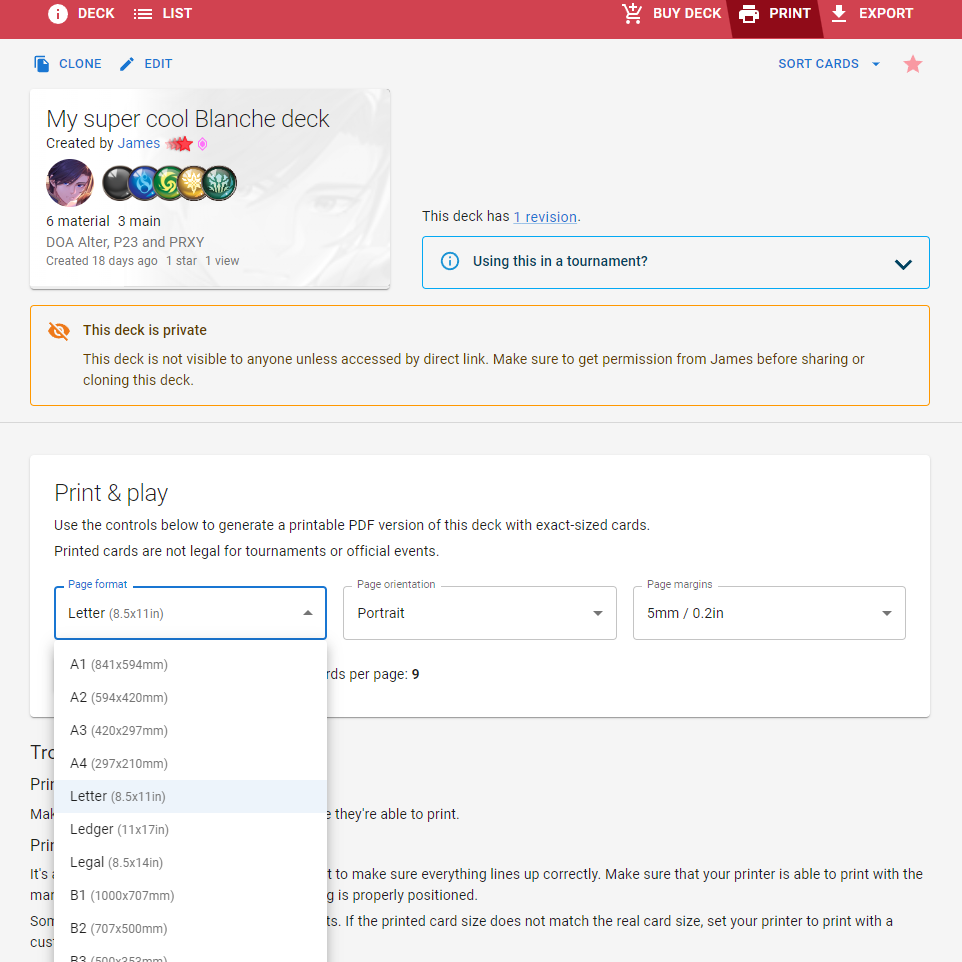 DECK LIST BUY DECK PRINT EXPORT
CLONE EDIT SORT CARDS
My super cool Blanche deck
Created by James
6 material 3 main
DOA Alter, P23 and PRXY
Created 18 days ago 1 star 1 view
This deck has 1 revision.
Using this in a tournament?
This deck is private
This deck is not visible to anyone unless accessed by direct link. Make sure to get permission from James before sharing or
cloning this deck.
Print & play
Use the controls below to generate a printable PDF version of this deck with exact-sized cards.
Printed cards are not legal for tournaments or official events.
Page format Page orientation Page margins
Letter (8.5x11in) Portrait 5mm / 0.2in
A1 (841x594mm)
rds per page: 9
A2 (594x420mm)
A3 (420x297mm)
A4 (297x210mm)
Letter (8.5x11in)
they're able to print.
Ledger (11x17in)
Legal (8.5x14in)
It's
to make sure everything lines up correctly. Make sure that your printer is able to print with the
B1 (1000x707mm)
is properly positioned.
B2 (707x500mm)
If the printed card size does not match the real card size, set your printer to print with a
B3 (500x353mm)